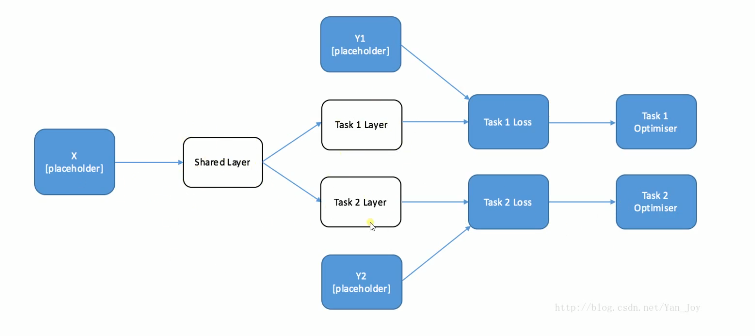 Y1
[placeholder]
Task 1 Layer
Task 1 Loss
Task 1
Optimiser
X
[placeholder]
Shared Layer
Task 2 Layer
Task 2 Loss
Task 2
Optimiser
Y2
[placeholder]
http://blog.csdn.net/Yan_Joy